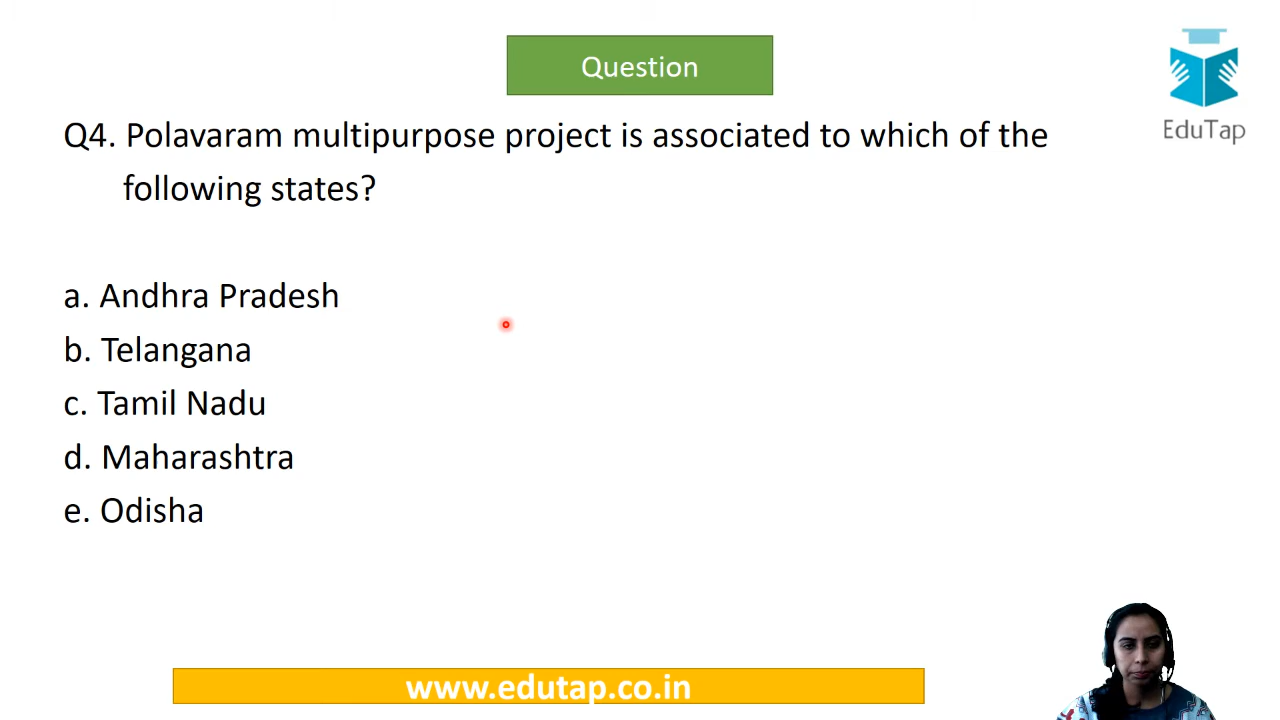 Question
EduTap
Q4. Polavaram multipurpose project is associated to which of the
following states?
a. Andhra Pradesh
b. Telangana
c. Tamil Nadu
d. Maharashtra
e. Odisha
www.edutap.co.in